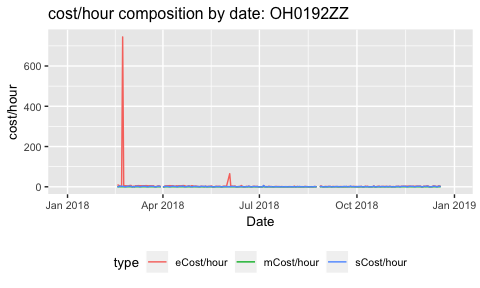 cost/hour composition by date: OH0192ZZ
cost/hour
600
400
200
0
Jan 2018 Apr 2018 Jul 2018 Oct 2018 Jan 2019
Date
type eCost/hour mCost/hour sCost/hour